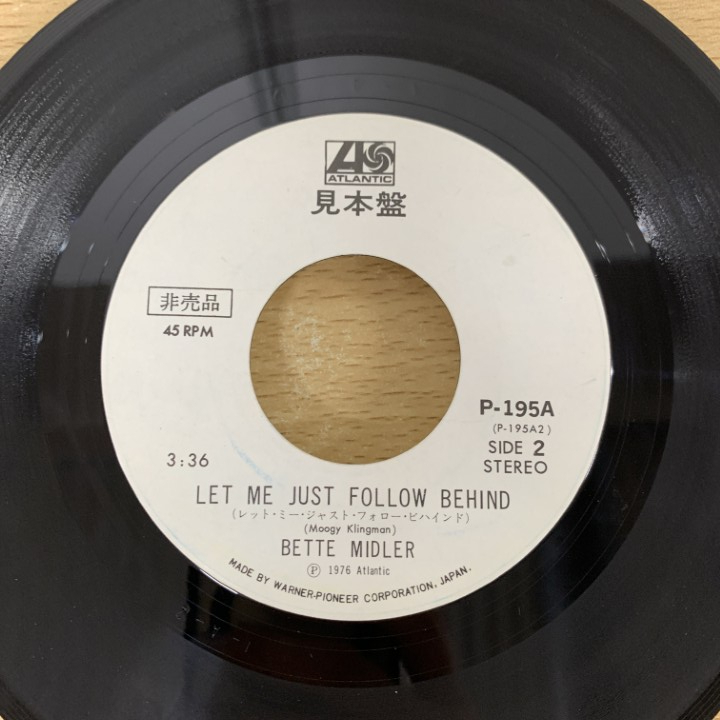 ATLANTIC
見本盤
非売品
45 RPM
P-195A
(P-195A2)
SIDE 2
STEREO
3:36
LET ME JUST FOLLOW BEHIND
(レット・ミー・ジャスト・フォロー・ビハインド)
(Moogy Klingman)
BETTE MIDLER
Ⓟ 1976 Atlantic
MADE BY WARNER-PIONEER CORPORATION, JAPAN.